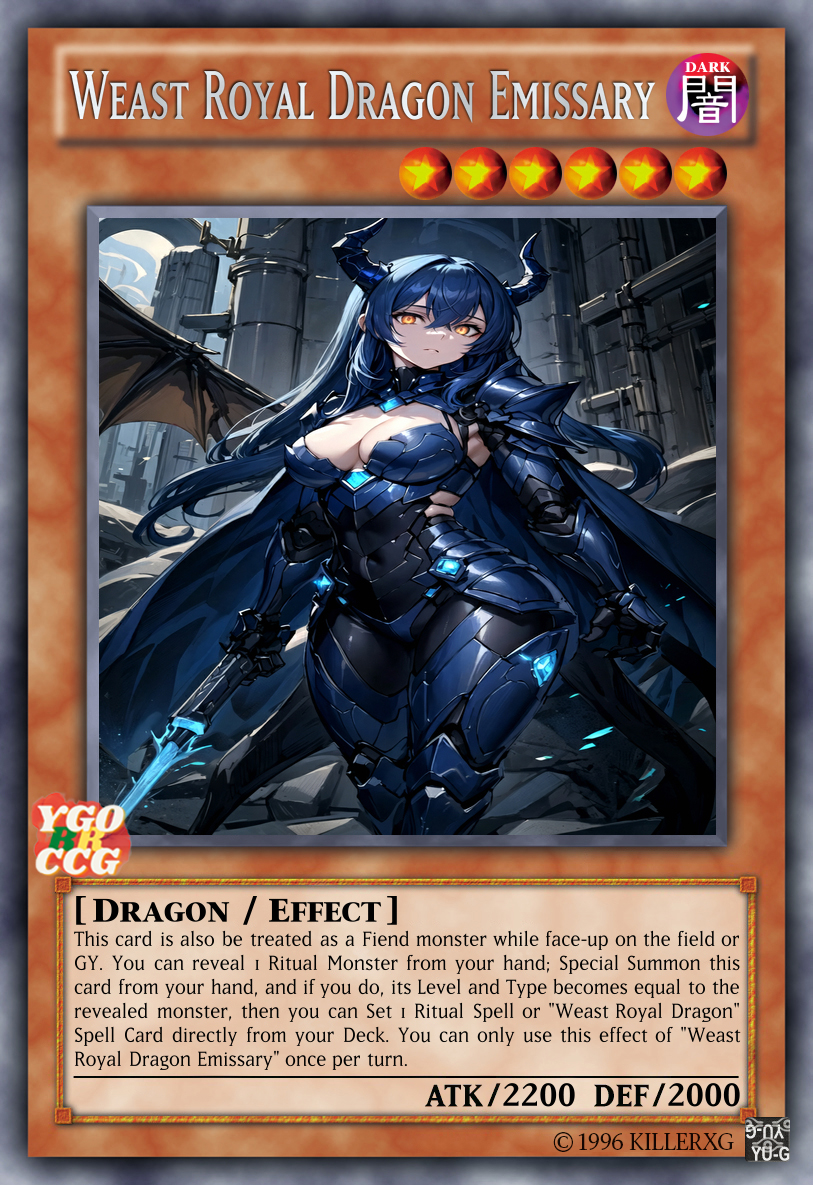 Weast Royal Dragon Emissary
DARK
闇
YGO
RR
CCG
[ Dragon / Effect ]
This card is also be treated as a Fiend monster while face-up on the field or
GY. You can reveal 1 Ritual Monster from your hand; Special Summon this
card from your hand, and if you do, its Level and Type becomes equal to the
revealed monster, then you can Set 1 Ritual Spell or "Weast Royal Dragon"
Spell Card directly from your Deck. You can only use this effect of "Weast
Royal Dragon Emissary" once per turn.
ATK/2200 DEF/2000
© 1996 KILLERXG
YU-G
YU-G